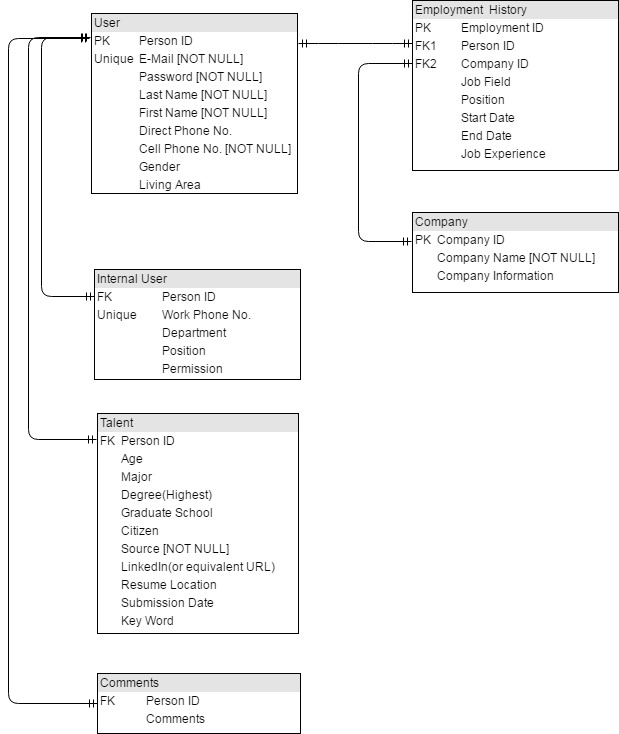 User
PK Person ID
Unique E-Mail [NOT NULL]
Password [NOT NULL]
Last Name [NOT NULL]
First Name [NOT NULL]
Direct Phone No.
Cell Phone No. [NOT NULL]
Gender
Living Area
Employment History
PK Employment ID
FK1 Person ID
FK2 Company ID
Job Field
Position
Start Date
End Date
Job Experience
Company
PK Company ID
Company Name [NOT NULL]
Company Information
Internal User
FK Person ID
Unique Work Phone No.
Department
Position
Permission
Talent
FK Person ID
Age
Major
Degree(Highest)
Graduate School
Citizen
Source [NOT NULL]
LinkedIn(or equivalent URL)
Resume Location
Submission Date
Key Word
Comments
FK Person ID
Comments